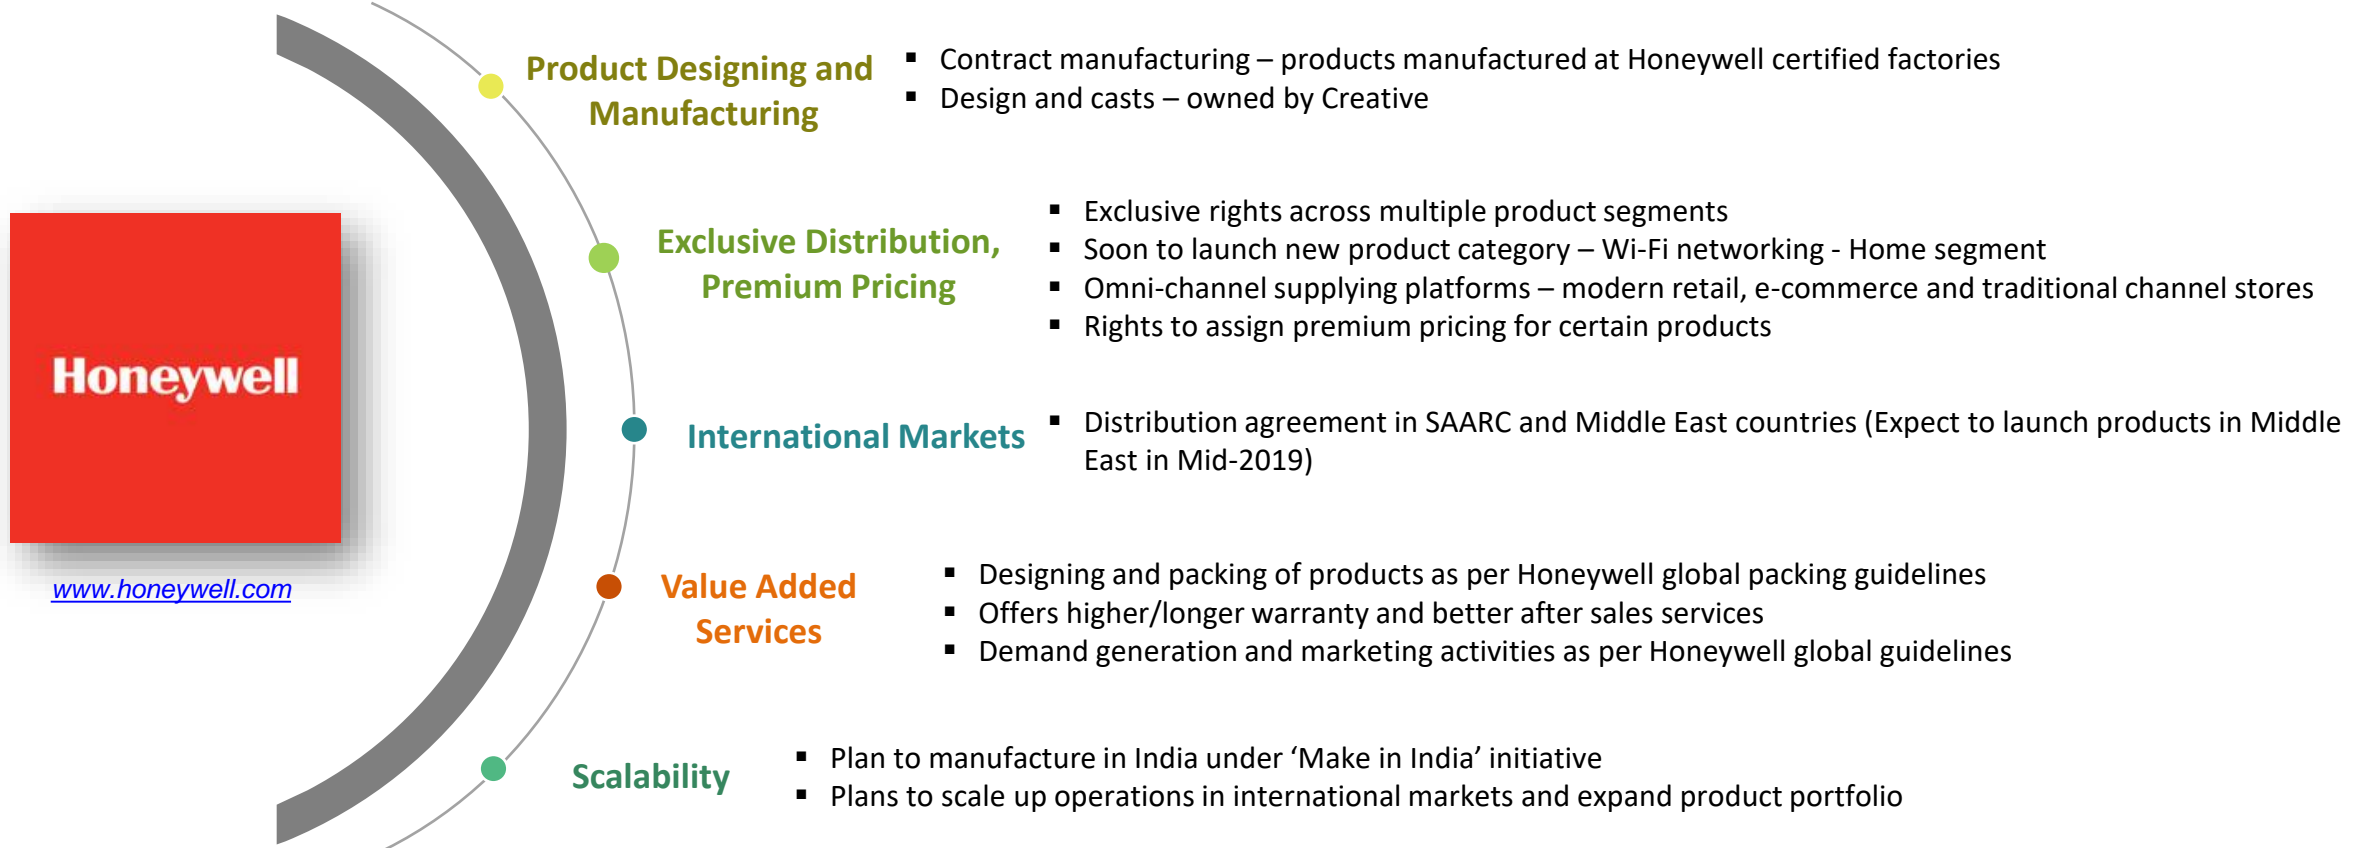 Honeywell
www.honeywell.com
Product Designing and
Manufacturing
▪ Contract manufacturing – products manufactured at Honeywell certified factories
▪ Design and casts – owned by Creative
Exclusive Distribution,
Premium Pricing
▪ Exclusive rights across multiple product segments
▪ Soon to launch new product category – Wi-Fi networking - Home segment
▪ Omni-channel supplying platforms – modern retail, e-commerce and traditional channel stores
▪ Rights to assign premium pricing for certain products
International Markets
▪ Distribution agreement in SAARC and Middle East countries (Expect to launch products in Middle
East in Mid-2019)
Value Added
Services
▪ Designing and packing of products as per Honeywell global packing guidelines
▪ Offers higher/longer warranty and better after sales services
▪ Demand generation and marketing activities as per Honeywell global guidelines
Scalability
▪ Plan to manufacture in India under ‘Make in India’ initiative
▪ Plans to scale up operations in international markets and expand product portfolio